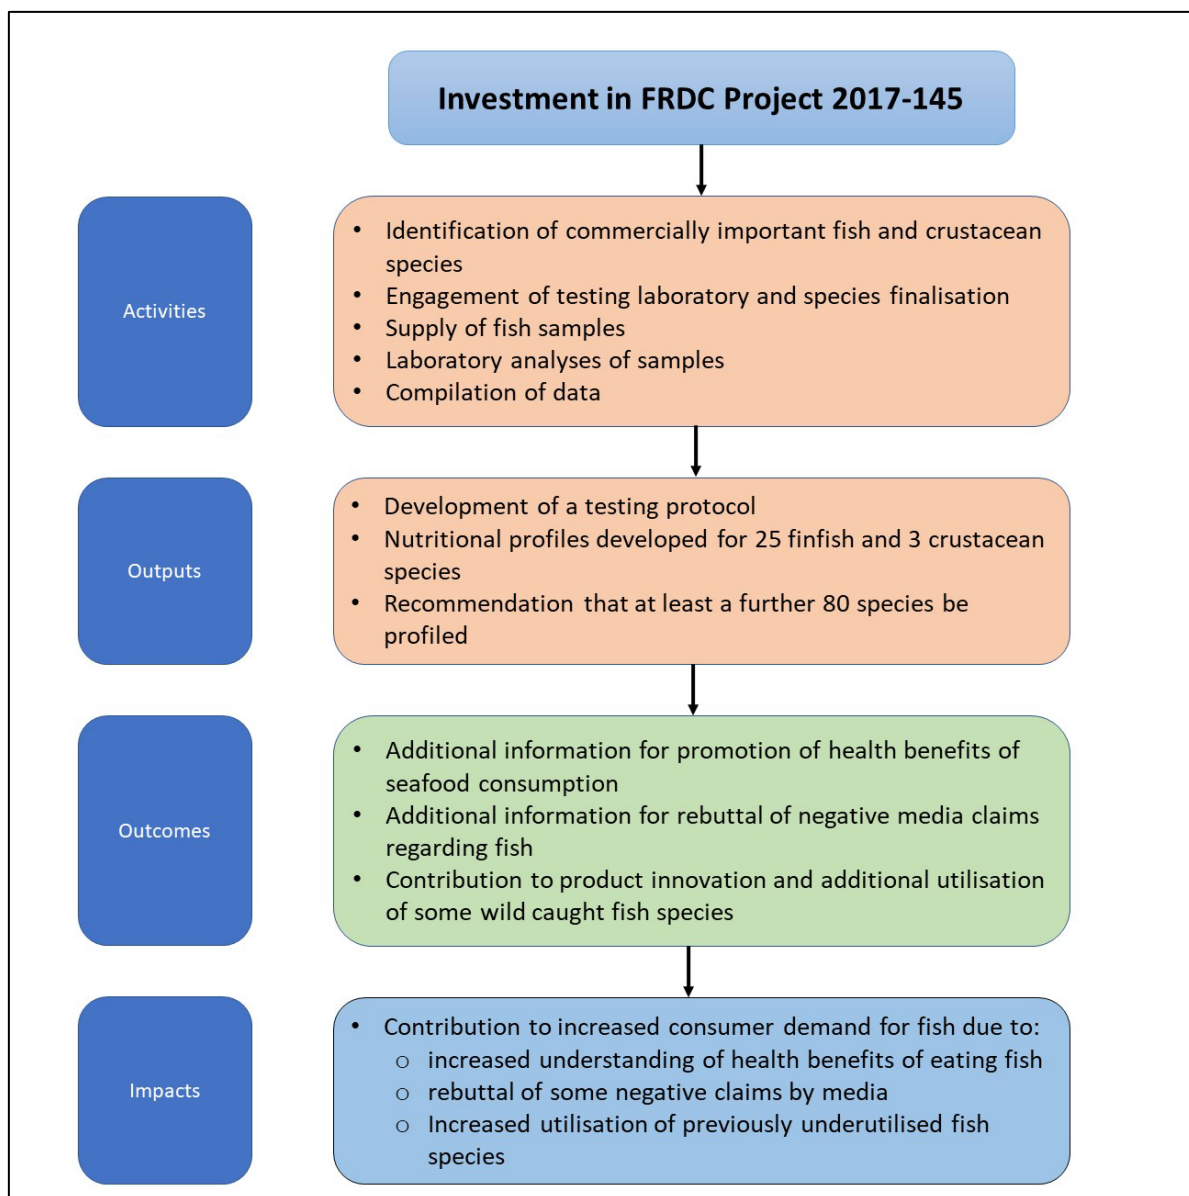 Investment in FRDC Project 2017-145
Activities
• Identification of commercially important fish and crustacean
species
• Engagement of testing laboratory and species finalisation
• Supply of fish samples
• Laboratory analyses of samples
• Compilation of data
Outputs
• Development of a testing protocol
• Nutritional profiles developed for 25 finfish and 3 crustacean
species
• Recommendation that at least a further 80 species be
profiled
Outcomes
• Additional information for promotion of health benefits of
seafood consumption
• Additional information for rebuttal of negative media claims
regarding fish
• Contribution to product innovation and additional utilisation
of some wild caught fish species
Impacts
• Contribution to increased consumer demand for fish due to:
o increased understanding of health benefits of eating fish
o rebuttal of some negative claims by media
o Increased utilisation of previously underutilised fish
species